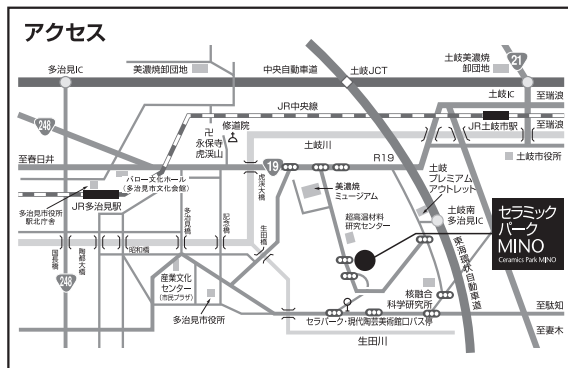 アクセス
多治見IC
美濃焼卸団地
中央自動車道
土岐JCT
土岐美濃焼
卸団地
21
土岐IC
至瑞浪
248
JR中央線
修道院
JR土岐市駅
至瑞浪
卍
永保寺
虎渓山
土岐川
至春日井
19
R19
土岐市役所
バロー文化ホール
(多治見市文化会館)
虎渓大橋
美濃焼
ミュージアム
土岐
プレミアム
アウトレット
多治見市役所
駅北庁舎
JR多治見駅
超高温材料
研究センター
土岐南
多治見IC
セラミック
パーク
MINO
Ceramics Park MINO
国長橋
陶都大橋
昭和橋
多治見橋
記念橋
生田橋
東海環状自動車道
248
産業文化
センター
(市民プラザ)
多治見市役所
核融合
科学研究所
セラパーク・現代陶芸美術館口バス停
至駄知
生田川
至妻木